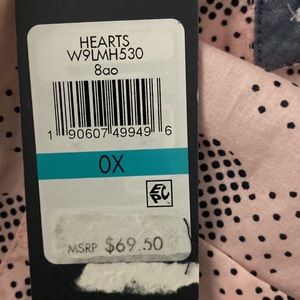 HEARTS
W9LMH530
8ao
1 90607 49949 6
0X
MSRP $69.50